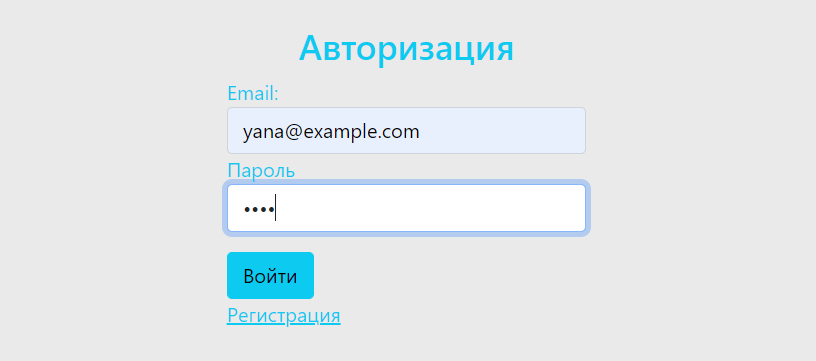 Авторизация
Email:
yana@example.com
Пароль
••••
Войти
Регистрация